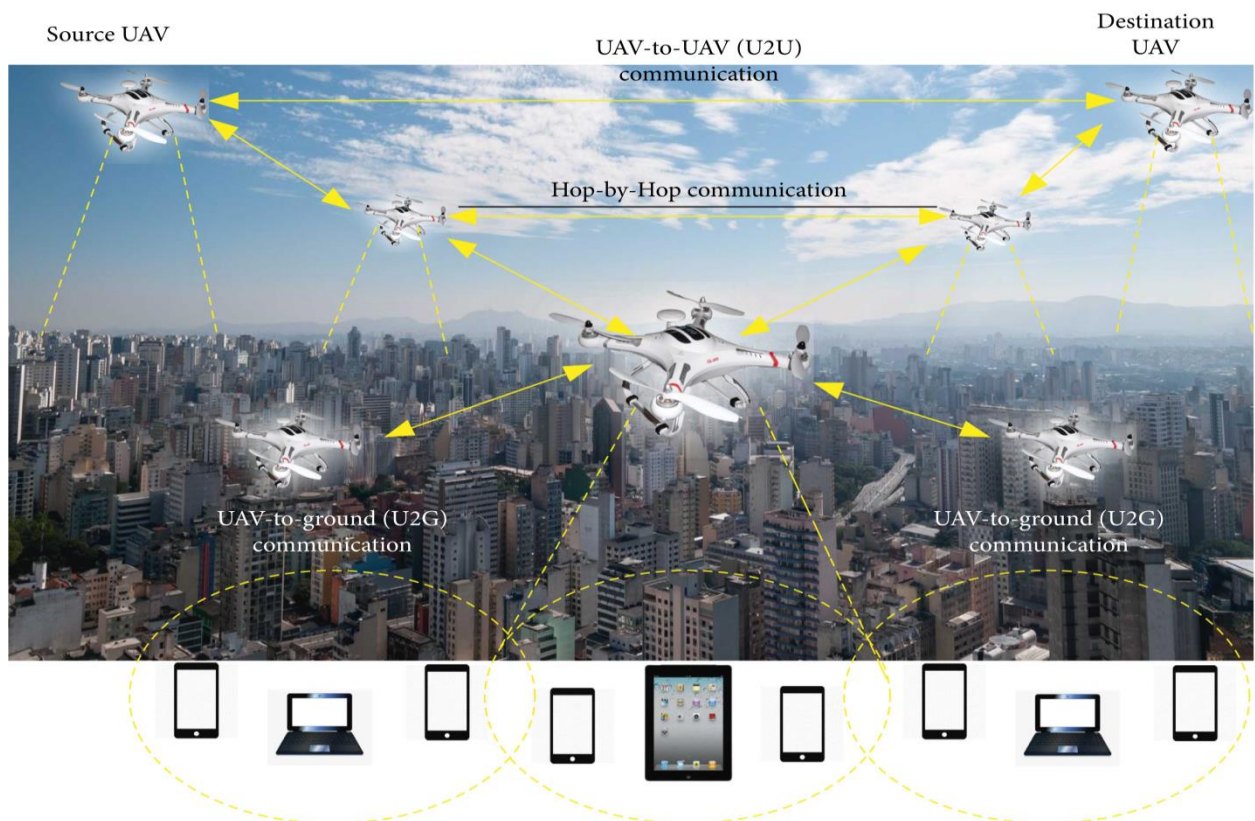 Source UAV
UAV-to-UAV (U2U)
communication
Destination
UAV
Hop-by-Hop communication
UAV-to-ground (U2G)
communication
UAV-to-ground (U2G)
communication